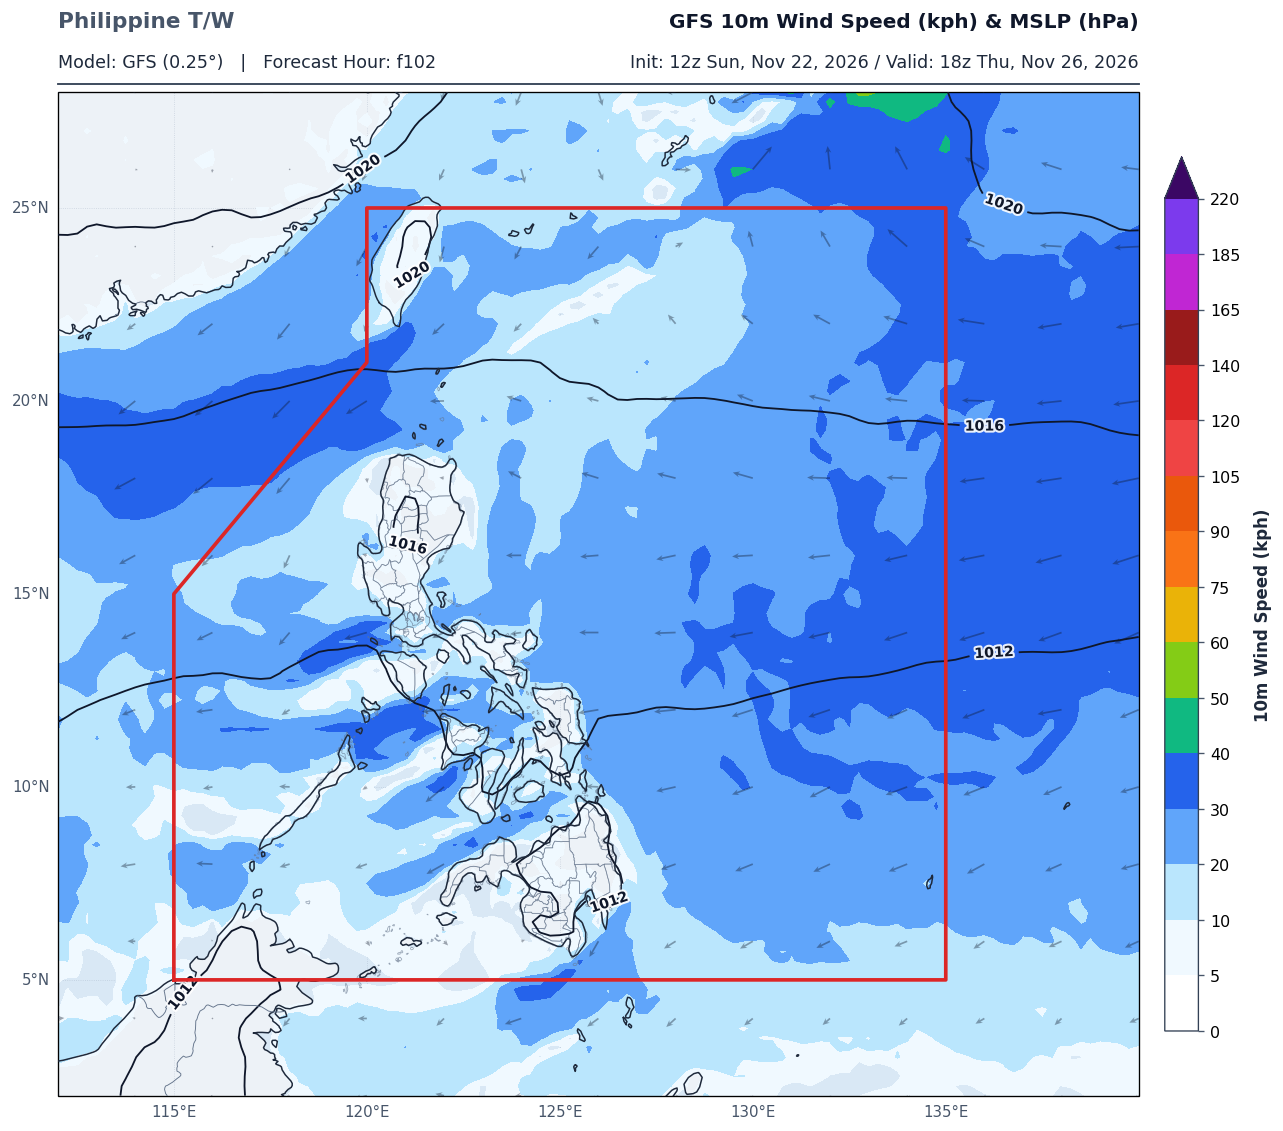 Philippine T/W
GFS 10m Wind Speed (kph) & MSLP (hPa)
Model: GFS (0.25°) | Forecast Hour: f102
Init: 12z Sun, Nov 22, 2026 / Valid: 18z Thu, Nov 26, 2026
1020
1020
1020
1016
1016
1012
1012
1012
25°N
20°N
15°N
10°N
5°N
115°E
120°E
125°E
130°E
135°E
220
185
165
140
120
105
90
75
60
50
40
30
20
10
5
0
10m Wind Speed (kph)